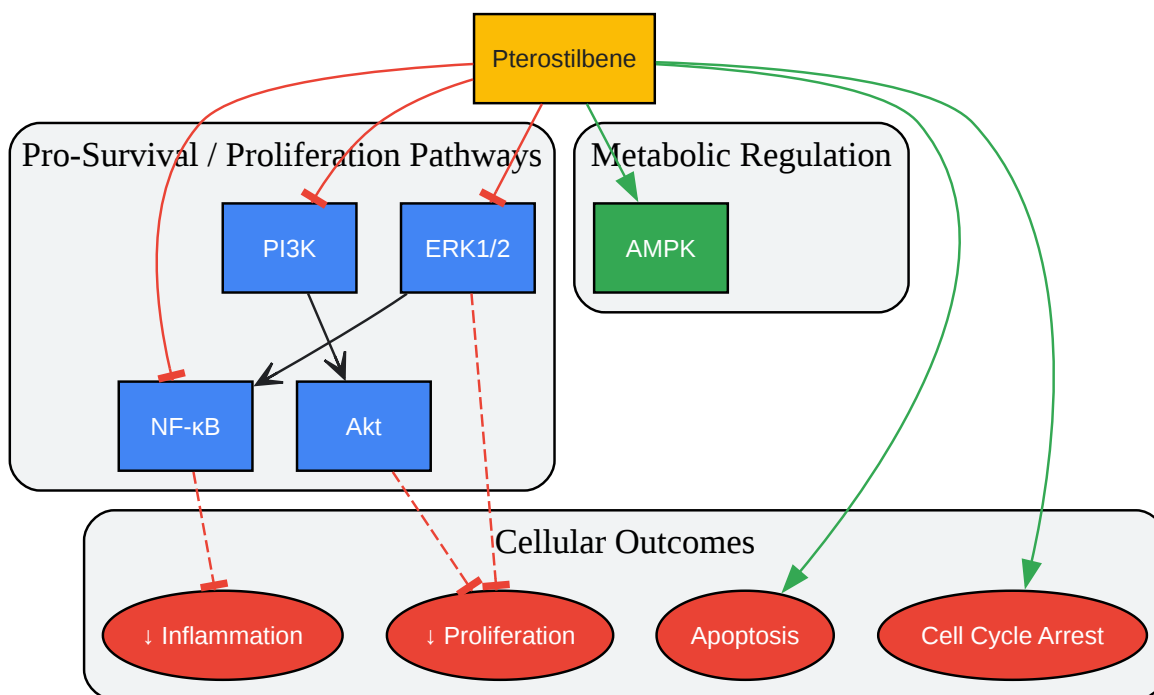 Pterostilbene
Pro-Survival / Proliferation Pathways
Metabolic Regulation
PI3K
ERK1/2
AMPK
NF-κB
Akt
Cellular Outcomes
↓ Inflammation
↓ Proliferation
Apoptosis
Cell Cycle Arrest